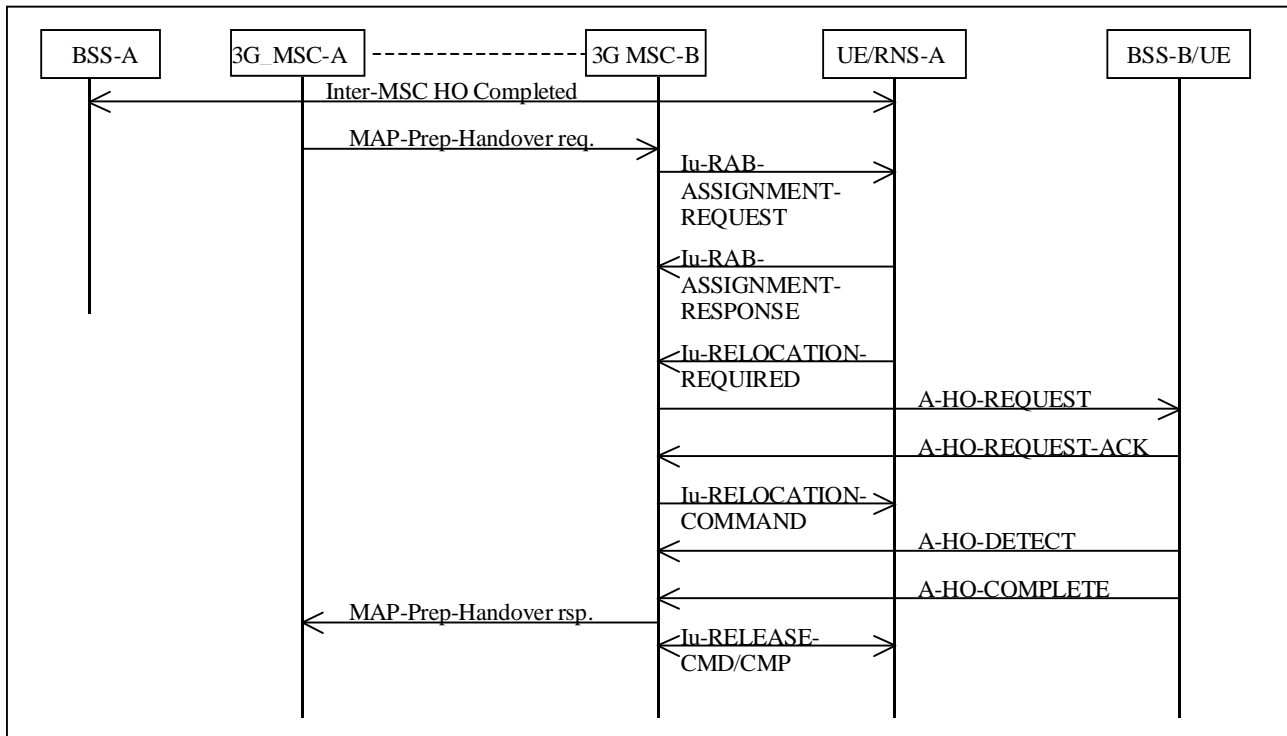 BSS-A
3G_MSC-A
3G MSC-B
UE/RNS-A
BSS-B/UE
Inter-MSC HO Completed
MAP-Prep-Handover req.
Iu-RAB-
ASSIGNMENT-
REQUEST
Iu-RAB-
ASSIGNMENT-
RESPONSE
Iu-RELOCATION-
REQUIRED
A-HO-REQUEST
A-HO-REQUEST-ACK
Iu-RELOCATION-
COMMAND
A-HO-DETECT
A-HO-COMPLETE
MAP-Prep-Handover rsp.
Iu-RELEASE-
CMD/CMP